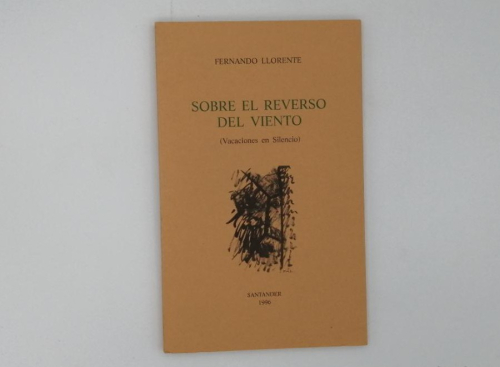 FERNANDO LLORENTE
SOBRE EL REVERSO
DEL VIENTO
(Vacaciones en Silencio)
SANTANDER
1996